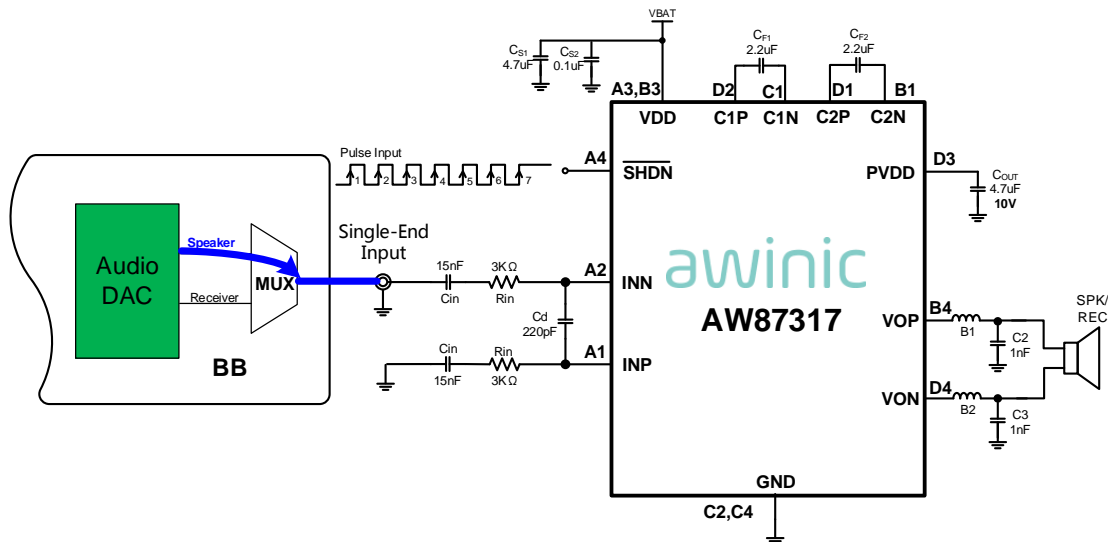 VBAT
CS1
4.7uF
CS2
0.1uF
CF1
2.2uF
CF2
2.2uF
A3,B3
D2
C1
D1
B1
VDD
C1P
C1N
C2P
C2N
Pulse Input
1 2 3 4 5 6 7
A4
SHDN
D3
PVDD
COUT
4.7uF
10V
Audio
DAC
Speaker
Receiver
MUX
BB
Single-End
Input
15nF
Cin
3KΩ
Rin
A2
INN
Cd
220pF
Cin
15nF
Rin
3KΩ
A1
INP
awinic
AW87317
VOP
B4
B1
C2
1nF
SPK/
REC
VON
D4
B2
C3
1nF
GND
C2,C4